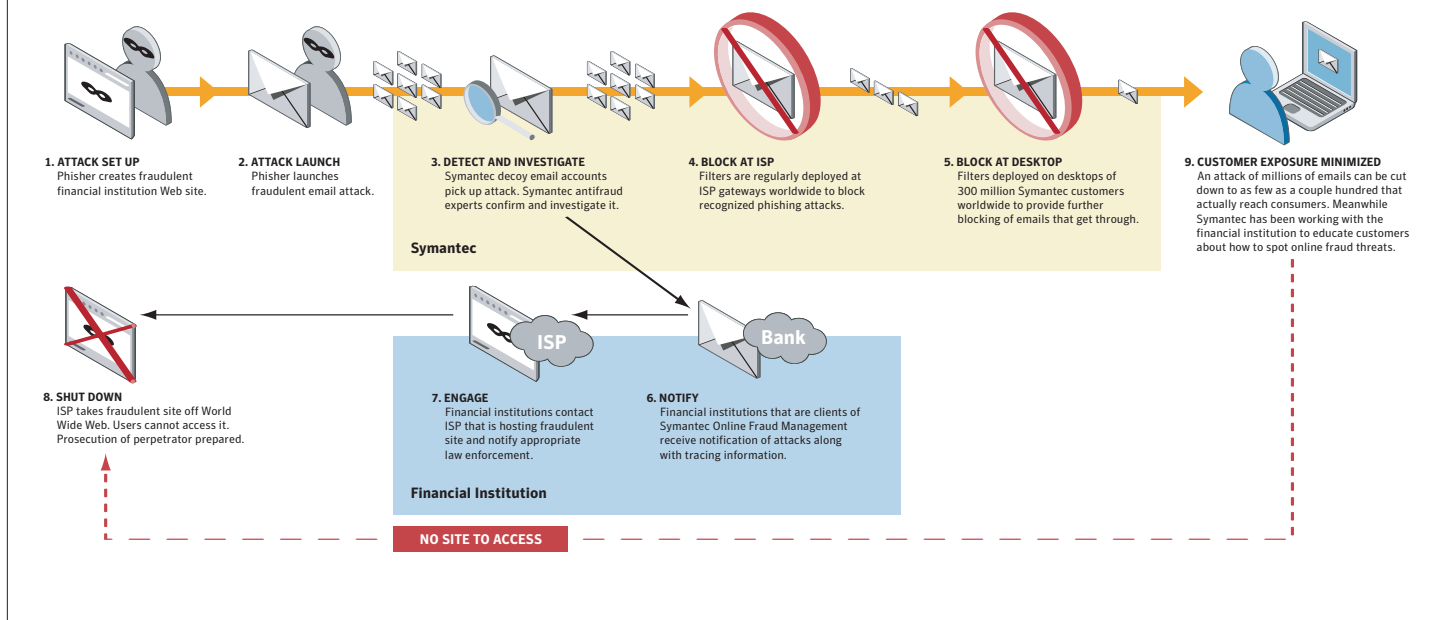 1. ATTACK SET UP
Phisher creates fraudulent
financial institution Web site.
2. ATTACK LAUNCH
Phisher launches
fraudulent email attack.
3. DETECT AND INVESTIGATE
Symantec decoy email accounts
pick up attack. Symantec antifraud
experts confirm and investigate it.
4. BLOCK AT ISP
Filters are regularly deployed at
ISP gateways worldwide to block
recognized phishing attacks.
5. BLOCK AT DESKTOP
Filters deployed on desktops of
300 million Symantec customers
worldwide to provide further
blocking of emails that get through.
9. CUSTOMER EXPOSURE MINIMIZED
An attack of millions of emails can be cut
down to as few as a couple hundred that
actually reach consumers. Meanwhile
Symantec has been working with the
financial institution to educate customers
about how to spot online fraud threats.
Symantec
ISP
Bank
8. SHUT DOWN
ISP takes fraudulent site off World
Wide Web. Users cannot access it.
Prosecution of perpetrator prepared.
7. ENGAGE
Financial institutions contact
ISP that is hosting fraudulent
site and notify appropriate
law enforcement.
6. NOTIFY
Financial institutions that are clients of
Symantec Online Fraud Management
receive notification of attacks along
with tracing information.
Financial Institution
NO SITE TO ACCESS